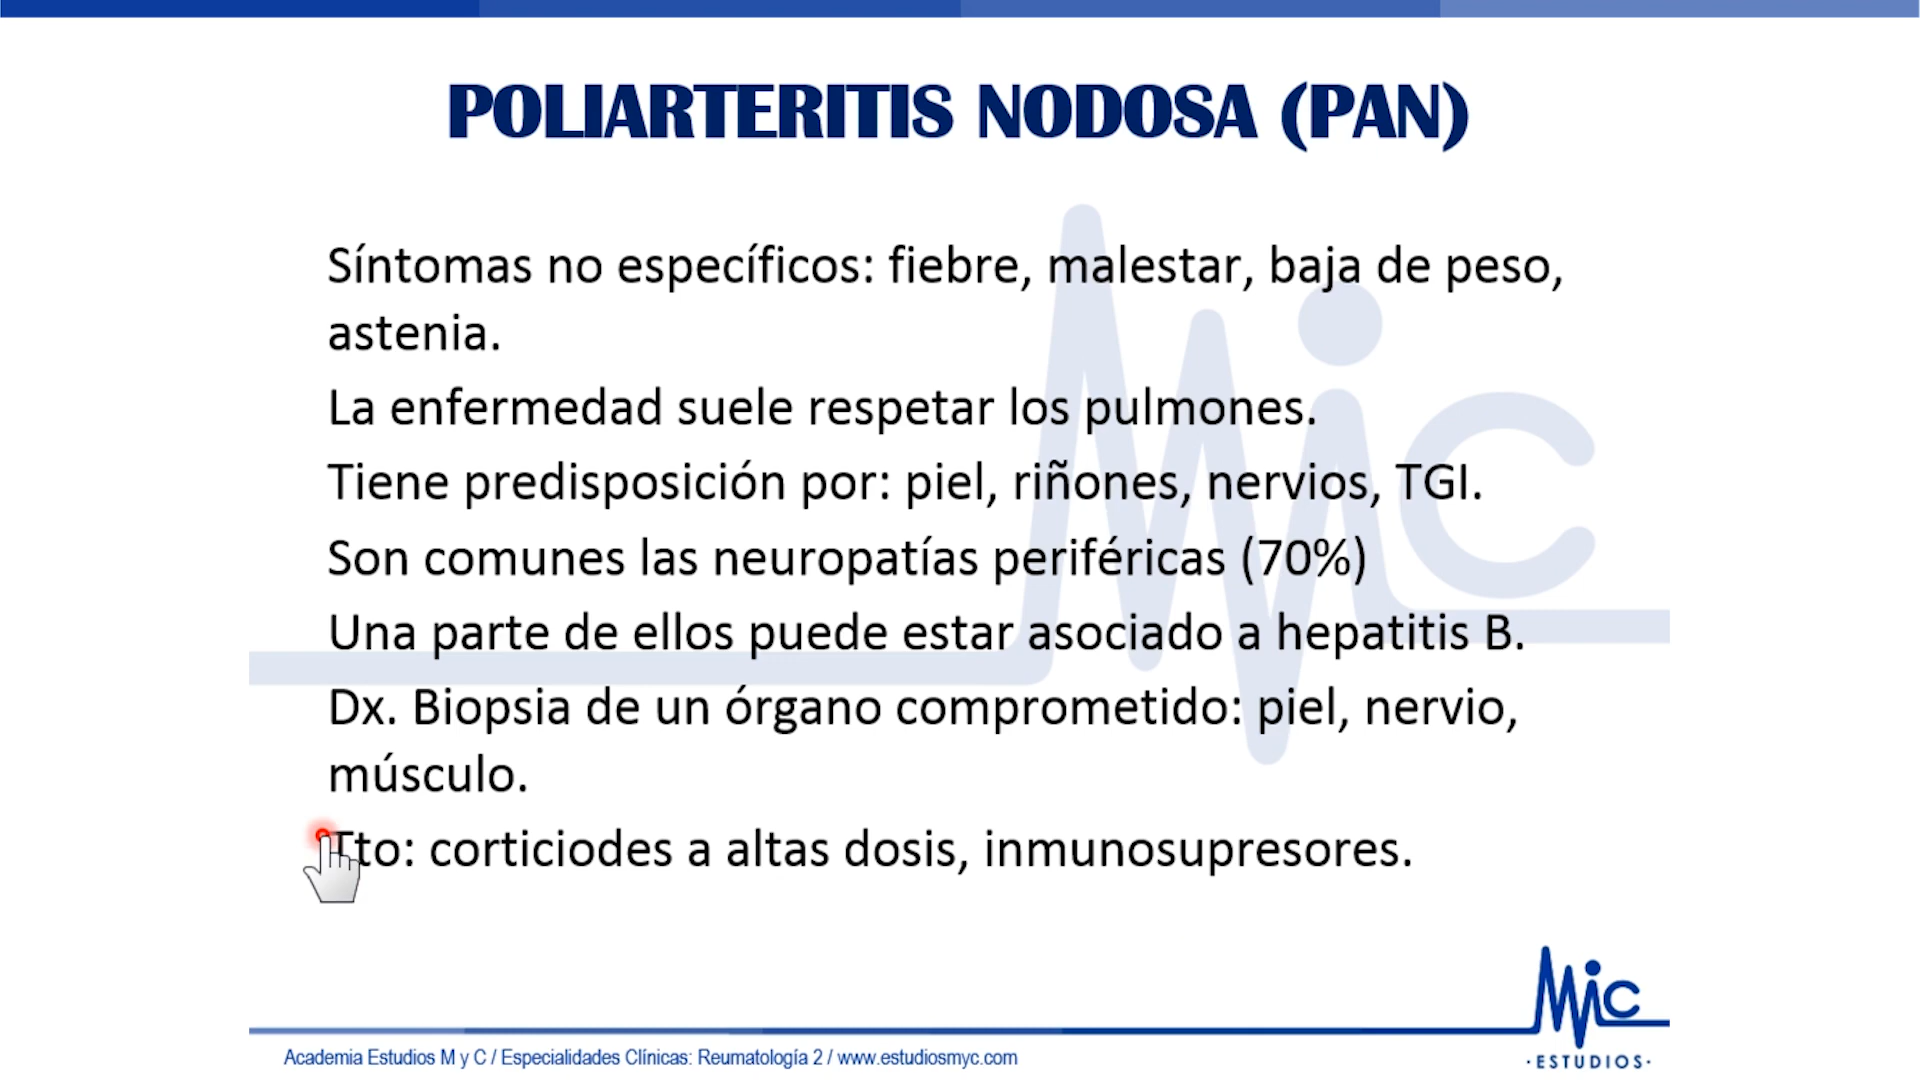 POLIARTERITIS NODOSA (PAN)
Síntomas no específicos: fiebre, malestar, baja de peso,
astenia.
La enfermedad suele respetar los pulmones.
Tiene predisposición por: piel, riñones, nervios, TGI.
Son comunes las neuropatías periféricas (70%)
Una parte de ellos puede estar asociado a hepatitis B.
Dx. Biopsia de un órgano comprometido: piel, nervio,
músculo.
Tto: corticiodes a altas dosis, inmunosupresores.
MiC
·ESTUDIOS·
Academia Estudios M y C / Especialidades Clínicas: Reumatología 2 / www.estudiosmyc.com